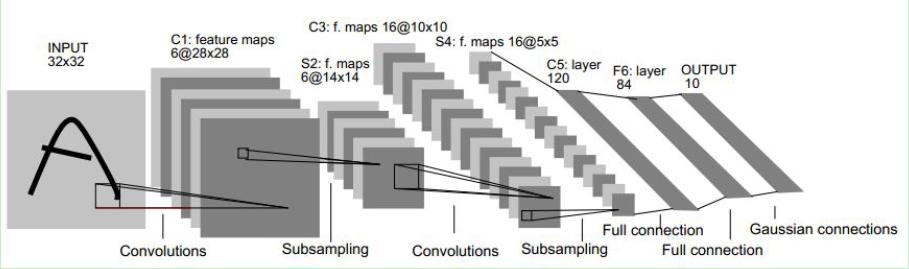 INPUT
32x32
C1: feature maps
6@28x28
S2: f. maps
6@14x14
C3: f. maps 16@10x10
S4: f. maps 16@5x5
C5: layer
120
F6: layer
84
OUTPUT
10
A
Convolutions
Subsampling
Convolutions
Subsampling
Full connection
Full connection
Gaussian connections